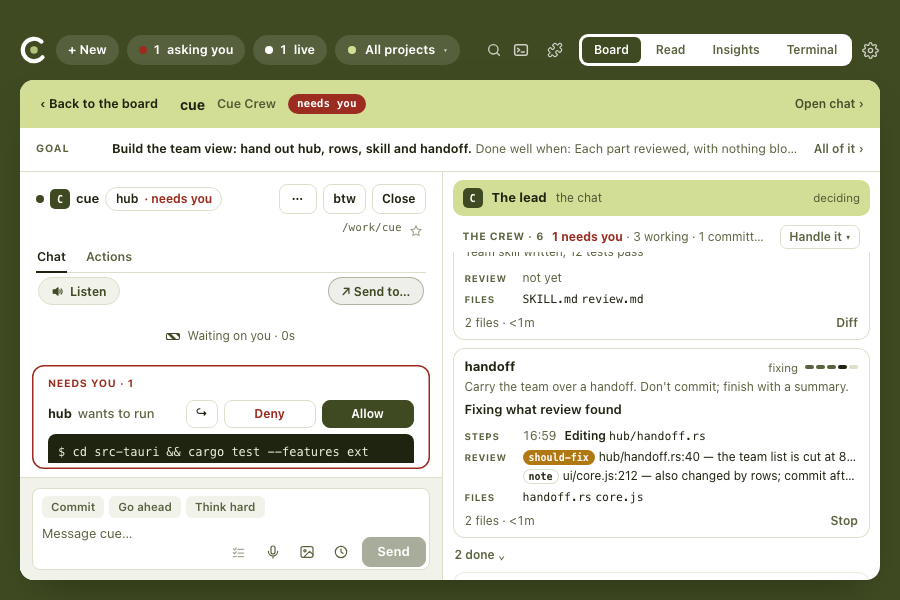 + New
1 asking you
1 live
All projects
Board
Read
Insights
Terminal
‹ Back to the board
cue
Cue Crew
needs you
Open chat ›
GOAL
Build the team view: hand out hub, rows, skill and handoff. Done well when: Each part reviewed, with nothing blo...
All of it ›
C
cue
hub · needs you
...
btw
Close
/work/cue
Chat
Actions
Listen
↗ Send to...
Waiting on you · 0s
NEEDS YOU · 1
hub wants to run
↪
Deny
Allow
$ cd src-tauri && cargo test --features ext
Commit
Go ahead
Think hard
Message cue...
Send
C
The lead
the chat
deciding
THE CREW · 6
1 needs you · 3 working · 1 committ...
Handle it ▾
Team skill written, 12 tests pass
REVIEW
not yet
FILES
SKILL.md review.md
2 files · <1m
Diff
handoff
fixing
Carry the team over a handoff. Don't commit; finish with a summary.
Fixing what review found
STEPS
16:59 Editing hub/handoff.rs
REVIEW
should-fix hub/handoff.rs:40 — the team list is cut at 8...
note ui/core.js:212 — also changed by rows; commit aft...
FILES
handoff.rs core.js
2 files · <1m
Stop
2 done ⌄